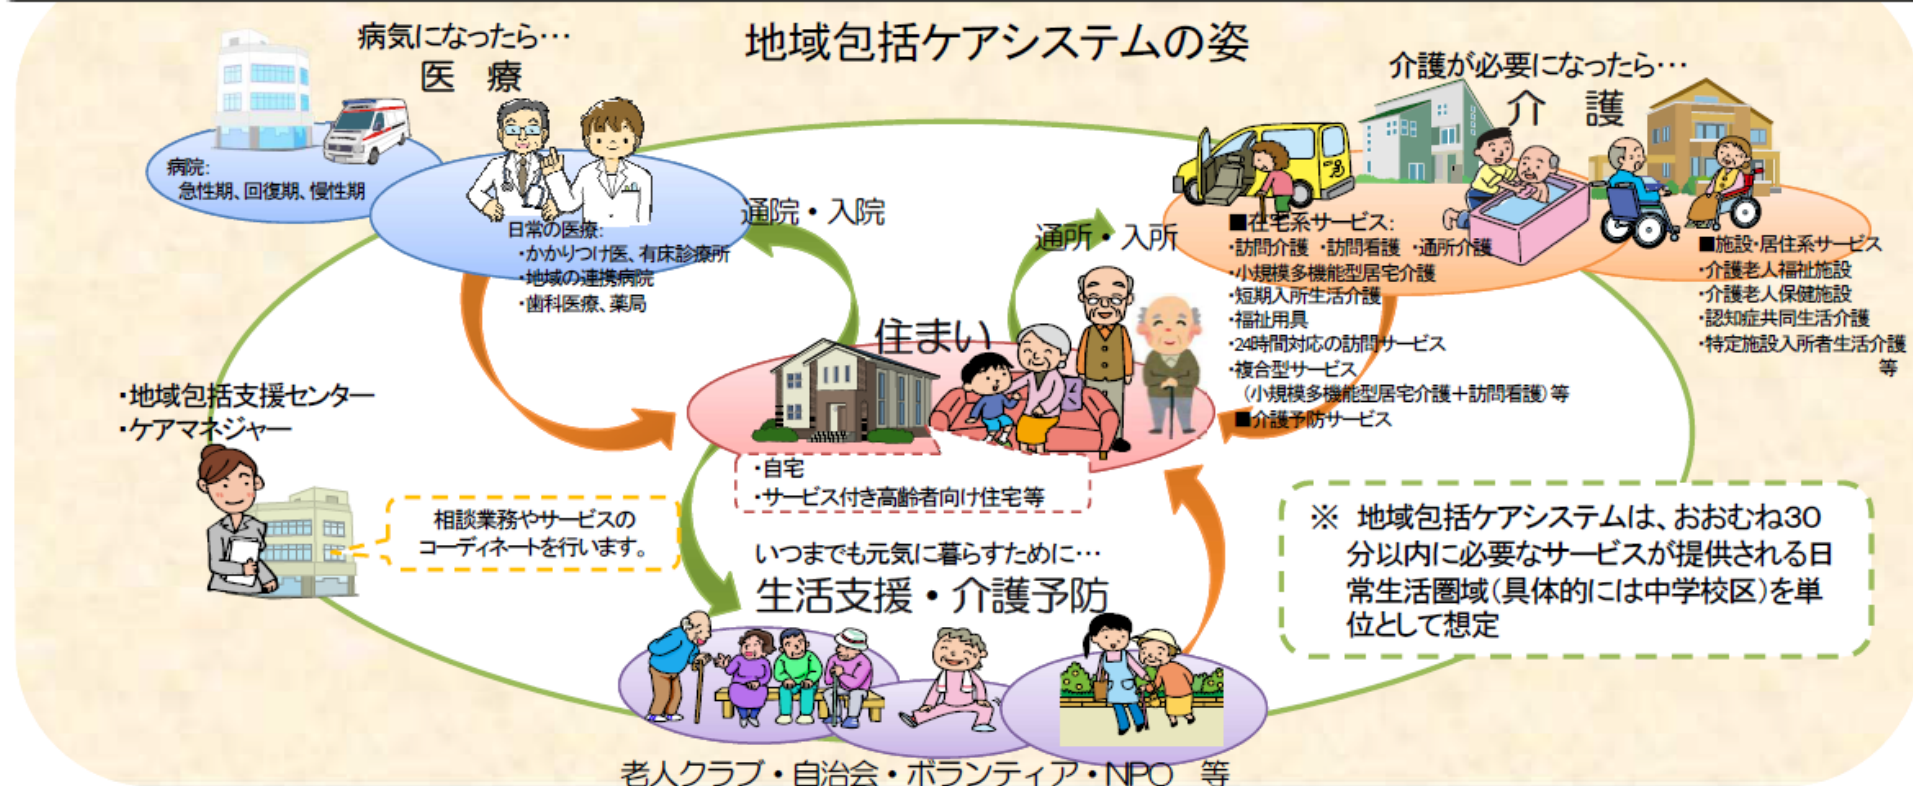 地域包括ケアシステムの姿
病気になったら…
医 療
病院:
急性期、回復期、慢性期
日常の医療:
・かかりつけ医、有床診療所
・地域の連携病院
・歯科医療、薬局
通院・入院
通所・入所
介護が必要になったら…
介 護
■在宅系サービス:
・訪問介護 ・訪問看護 ・通所介護
・小規模多機能型居宅介護
・短期入所生活介護
・福祉用具
・24時間対応の訪問サービス
・複合型サービス
（小規模多機能型居宅介護＋訪問看護）等
■介護予防サービス
■施設・居住系サービス
・介護老人福祉施設
・介護老人保健施設
・認知症共同生活介護
・特定施設入所者生活介護
等
住まい
・自宅
・サービス付き高齢者向け住宅等
・地域包括支援センター
・ケアマネジャー
相談業務やサービスの
コーディネートを行います。
いつまでも元気に暮らすために…
生活支援・介護予防
老人クラブ・自治会・ボランティア・NPO 等
※ 地域包括ケアシステムは、おおむね30
分以内に必要なサービスが提供される日
常生活圏域（具体的には中学校区）を単
位として想定